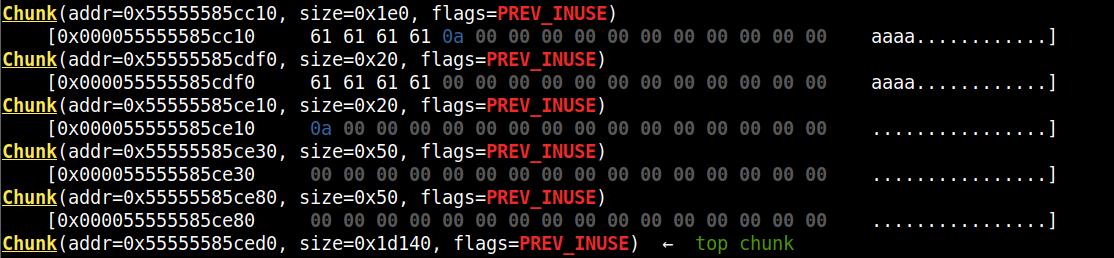 Chunk(addr=0x55555585cc10, size=0x1e0, flags=PREV_INUSE)
[0x000055555585cc10     61 61 61 61 0a 00 00 00 00 00 00 00 00 00 00 00    aaaa............]
Chunk(addr=0x55555585cdf0, size=0x20, flags=PREV_INUSE)
[0x000055555585cdf0     61 61 61 61 00 00 00 00 00 00 00 00 00 00 00 00    aaaa............]
Chunk(addr=0x55555585ce10, size=0x20, flags=PREV_INUSE)
[0x000055555585ce10     0a 00 00 00 00 00 00 00 00 00 00 00 00 00 00 00    ................]
Chunk(addr=0x55555585ce30, size=0x50, flags=PREV_INUSE)
[0x000055555585ce30     00 00 00 00 00 00 00 00 00 00 00 00 00 00 00 00    ................]
Chunk(addr=0x55555585ce80, size=0x50, flags=PREV_INUSE)
[0x000055555585ce80     00 00 00 00 00 00 00 00 00 00 00 00 00 00 00 00    ................]
Chunk(addr=0x55555585ced0, size=0x1d140, flags=PREV_INUSE)  ←  top chunk